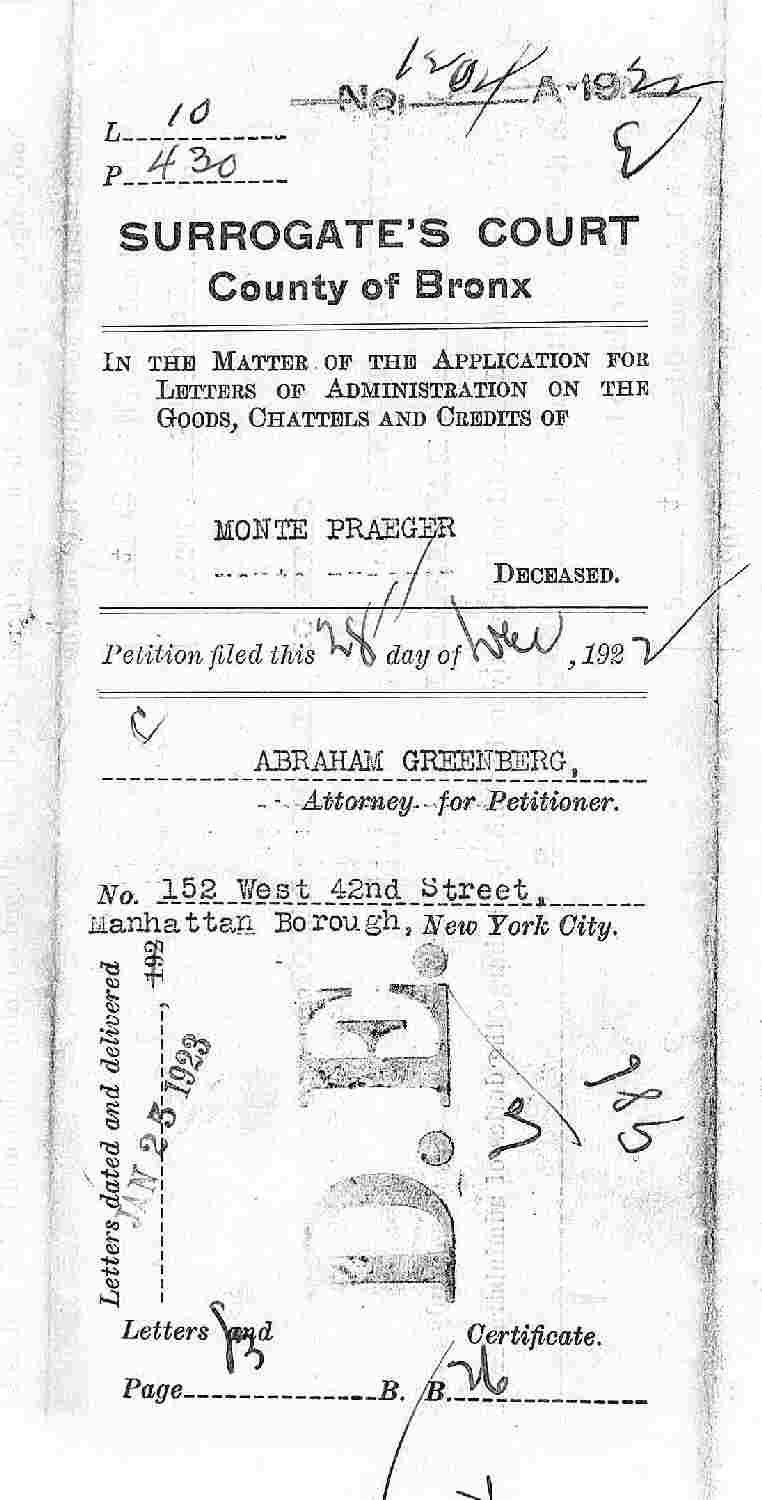 No. 1204 A-1922
L 10
P 430
SURROGATE'S COURT
County of Bronx
IN THE MATTER OF THE APPLICATION FOR
LETTERS OF ADMINISTRATION ON THE
GOODS, CHATTELS AND CREDITS OF
MONTE PRAEGER
DECEASED.
Petition filed this 28 day of Dec, 1922
ABRAHAM GREENBERG,
Attorney for Petitioner.
No. 152 West 42nd Street,
Manhattan Borough, New York City.
Letters dated and delivered
, 192
JAN 25 1923
D. E.
Letters and Certificate.
Page B. B. 26